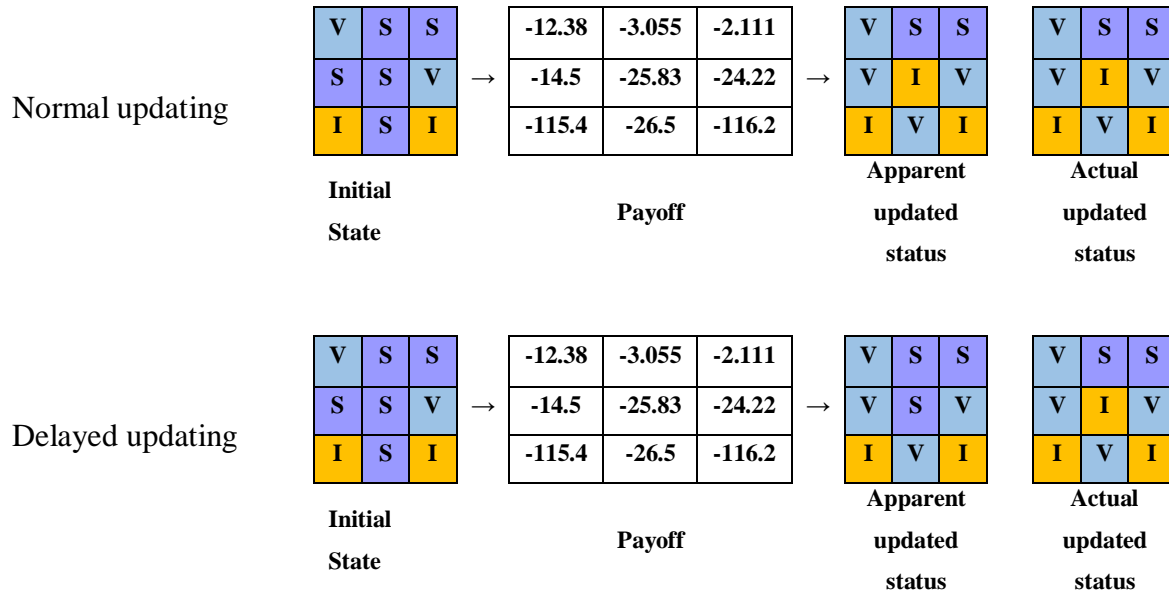 V S S -12.38 -3.055 -2.111 V S S V S S
Normal updating S S V → -14.5 -25.83 -24.22 → V I V V I V
I S I -115.4 -26.5 -116.2 I V I I V I
Initial Payoff Apparent Actual
State updated updated
status status
V S S -12.38 -3.055 -2.111 V S S V S S
Delayed updating S S V → -14.5 -25.83 -24.22 → V S V V I V
I S I -115.4 -26.5 -116.2 I V I I V I
Initial Payoff Apparent Actual
State updated updated
status status